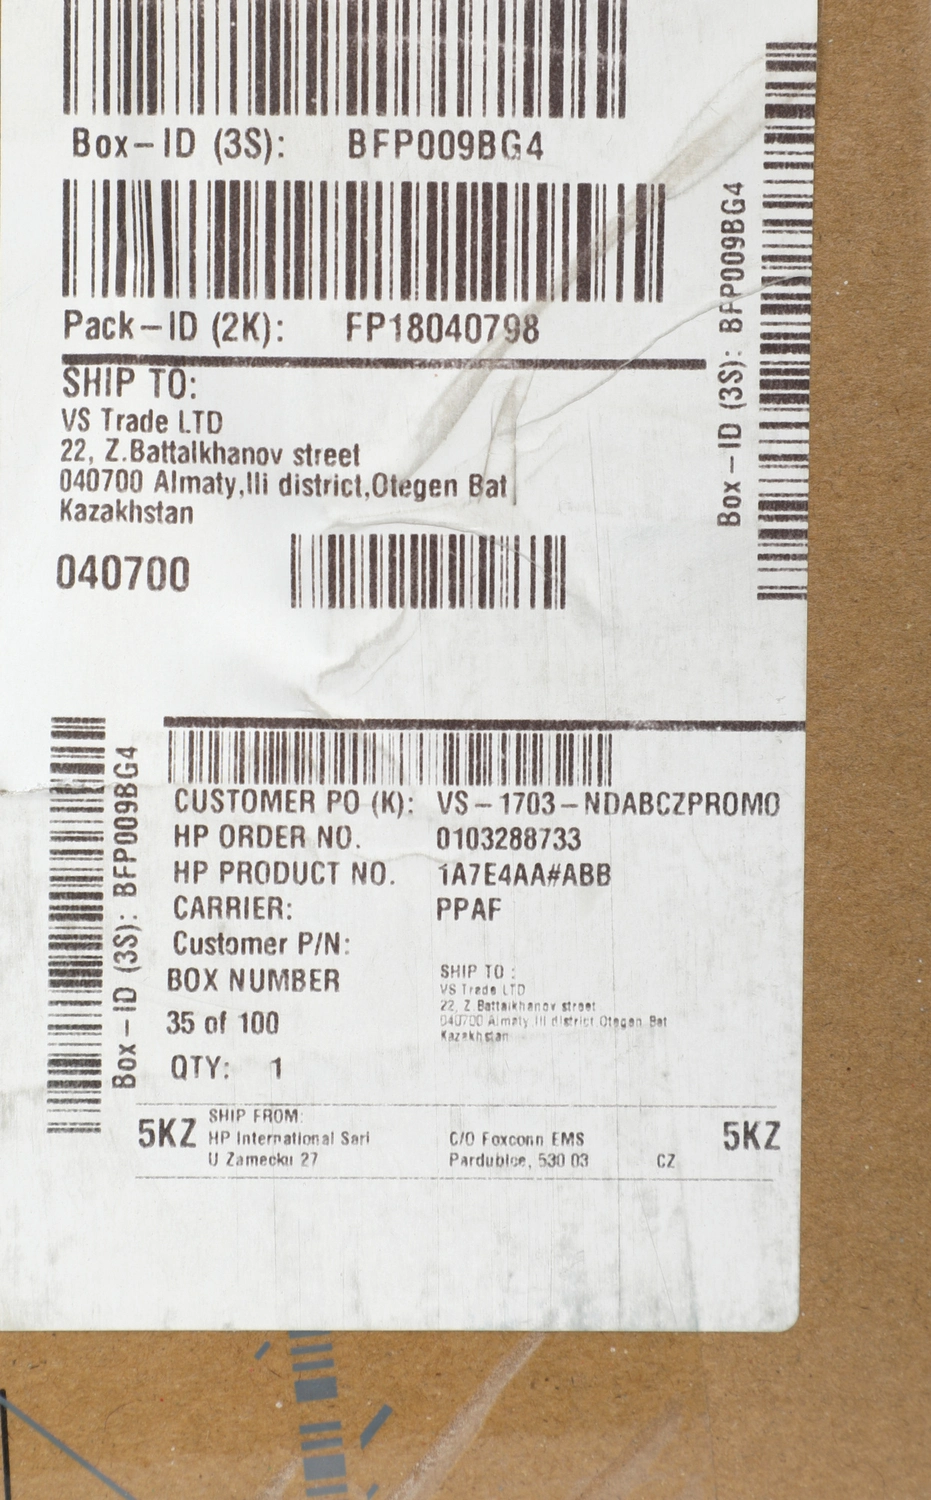 Box-ID (3S): BFP009BG4
Pack-ID (2K): FP18040798
SHIP TO:
VS Trade LTD
22, Z.Battalkhanov street
040700 Almaty,Ili district,Otegen Bat
Kazakhstan
040700
Box-ID (3S): BFP009BG4
Box-ID (3S): BFP009BG4
CUSTOMER PO (K): VS-1703-NDABCZPROMO
HP ORDER NO. 0103288733
HP PRODUCT NO. 1A7E4AA#ABB
CARRIER: PPAF
Customer P/N:
BOX NUMBER
35 of 100
QTY: 1
SHIP TO :
VS Trade LTD
22, Z.Battalkhanov street
040700 Almaty,Ili district,Otegen Bat
Kazakhstan
5KZ
SHIP FROM:
HP International Sarl
U Zamecku 27
C/O Foxconn EMS
Pardubice, 530 03 CZ
5KZ